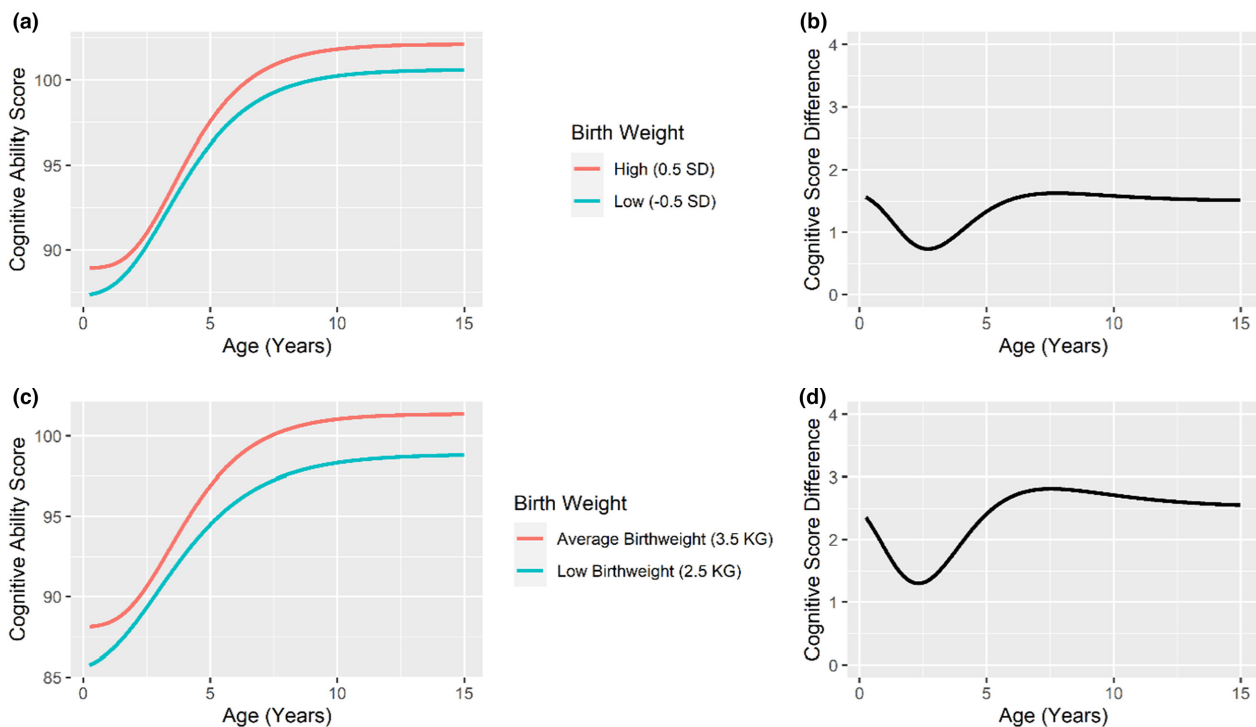 (a)
Cognitive Ability Score
100
95
90
0
5
10
15
Age (Years)
Birth Weight
High (0.5 SD)
Low (-0.5 SD)
(b)
Cognitive Score Difference
4
3
2
1
0
0
5
10
15
Age (Years)
(c)
Cognitive Ability Score
100
95
90
85
0
5
10
15
Age (Years)
Birth Weight
Average Birthweight (3.5 KG)
Low Birthweight (2.5 KG)
(d)
Cognitive Score Difference
4
3
2
1
0
0
5
10
15
Age (Years)